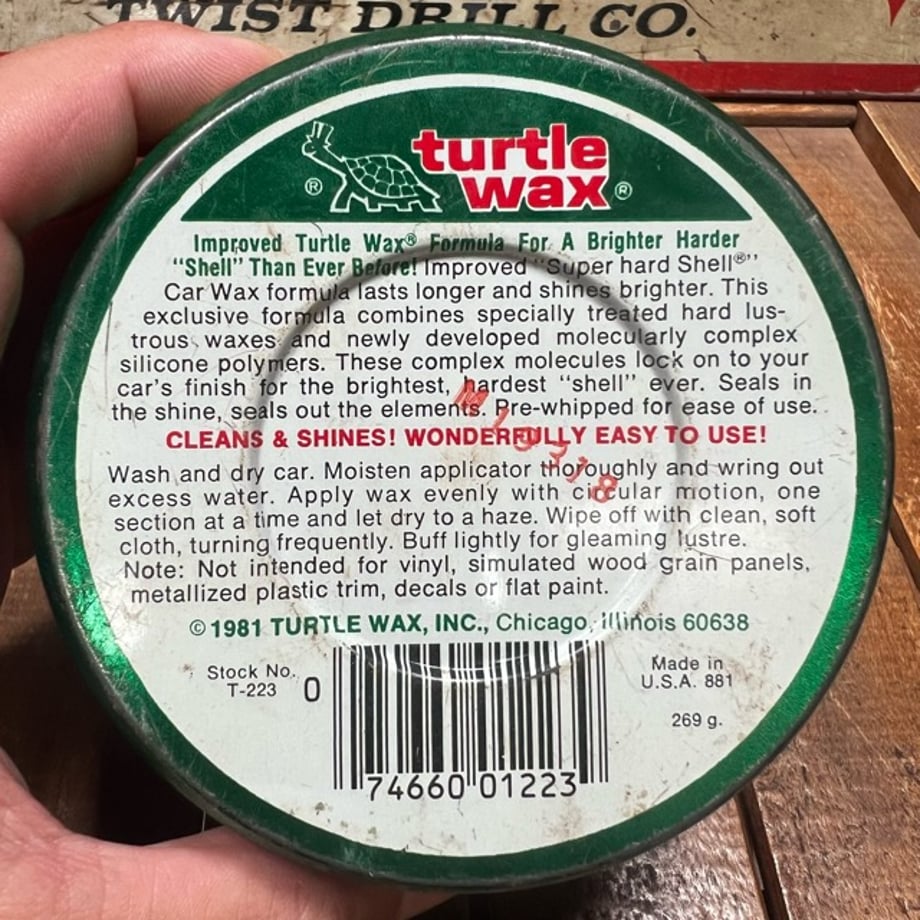 TWIST DRILL CO.
turtle
wax
®
®
Improved Turtle Wax® Formula For A Brighter Harder
“Shell” Than Ever Before! Improved “Super hard Shell®”
Car Wax formula lasts longer and shines brighter. This
exclusive formula combines specially treated hard lus-
trous waxes and newly developed molecularly complex
silicone polymers. These complex molecules lock on to your
car's finish for the brightest, hardest “shell” ever. Seals in
the shine, seals out the elements. Pre-whipped for ease of use.
CLEANS & SHINES! WONDERFULLY EASY TO USE!
Wash and dry car. Moisten applicator thoroughly and wring out
excess water. Apply wax evenly with circular motion, one
section at a time and let dry to a haze. Wipe off with clean, soft
cloth, turning frequently. Buff lightly for gleaming lustre.
Note: Not intended for vinyl, simulated wood grain panels,
metallized plastic trim, decals or flat paint.
M19318
© 1981 TURTLE WAX, INC., Chicago, Illinois 60638
Stock No.
T-223
Made in
U.S.A. 881
269 g.
0 74660 01223